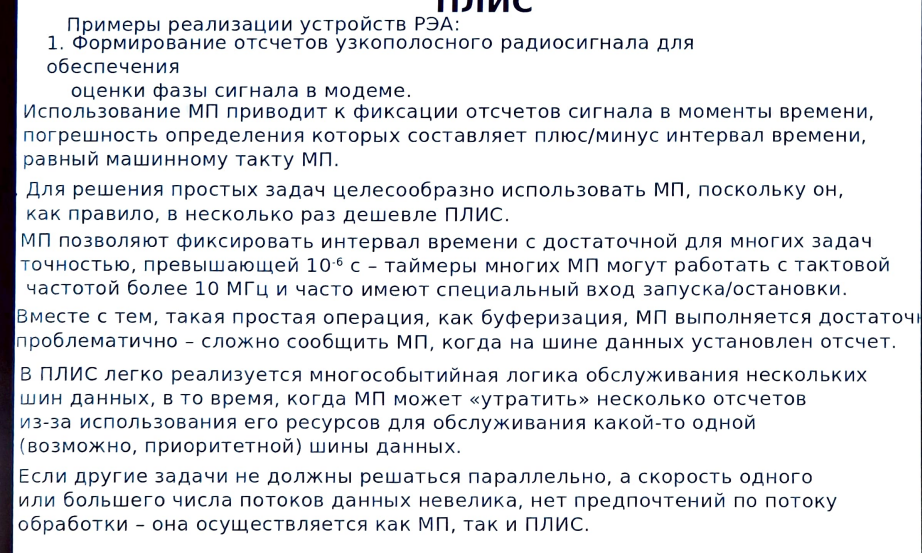 ПЛИС
Примеры реализации устройств РЭА:
1. Формирование отсчетов узкополосного радиосигнала для
обеспечения
оценки фазы сигнала в модеме.
Использование МП приводит к фиксации отсчетов сигнала в моменты времени,
погрешность определения которых составляет плюс/минус интервал времени,
равный машинному такту МП.
Для решения простых задач целесообразно использовать МП, поскольку он,
как правило, в несколько раз дешевле ПЛИС.
МП позволяют фиксировать интервал времени с достаточной для многих задач
точностью, превышающей 10⁻⁶ с – таймеры многих МП могут работать с тактовой
частотой более 10 МГц и часто имеют специальный вход запуска/остановки.
Вместе с тем, такая простая операция, как буферизация, МП выполняется достаточн
проблематично – сложно сообщить МП, когда на шине данных установлен отсчет.
В ПЛИС легко реализуется многособытийная логика обслуживания нескольких
шин данных, в то время, когда МП может «утратить» несколько отсчетов
из-за использования его ресурсов для обслуживания какой-то одной
(возможно, приоритетной) шины данных.
Если другие задачи не должны решаться параллельно, а скорость одного
или большего числа потоков данных невелика, нет предпочтений по потоку
обработки – она осуществляется как МП, так и ПЛИС.